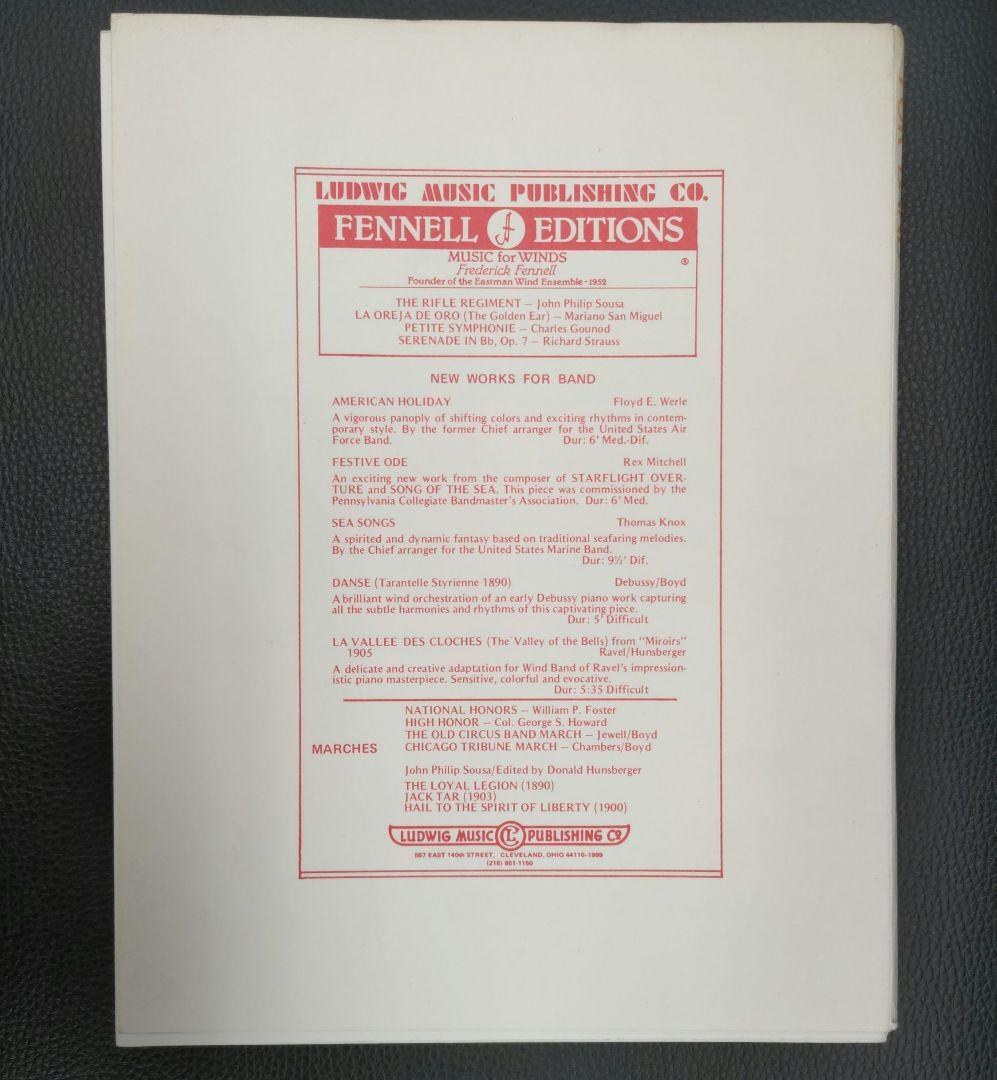 LUDWIG MUSIC PUBLISHING CO.
FENNELL f EDITIONS
MUSIC for WINDS
®
Frederick Fennell
Founder of the Eastman Wind Ensemble - 1952
THE RIFLE REGIMENT — John Philip Sousa
LA OREJA DE ORO (The Golden Ear) — Mariano San Miguel
PETITE SYMPHONIE — Charles Gounod
SERENADE IN Bb, Op. 7 — Richard Strauss
NEW WORKS FOR BAND
AMERICAN HOLIDAY Floyd E. Werle
A vigorous panoply of shifting colors and exciting rhythms in contem-
porary style. By the former Chief arranger for the United States Air
Force Band. Dur: 6' Med.-Dif.
FESTIVE ODE Rex Mitchell
An exciting new work from the composer of STARFLIGHT OVER-
TURE and SONG OF THE SEA. This piece was commissioned by the
Pennsylvania Collegiate Bandmaster's Association. Dur: 6' Med.
SEA SONGS Thomas Knox
A spirited and dynamic fantasy based on traditional seafaring melodies.
By the Chief arranger for the United States Marine Band.
Dur: 9½' Dif.
DANSE (Tarantelle Styrienne 1890) Debussy/Boyd
A brilliant wind orchestration of an early Debussy piano work capturing
all the subtle harmonies and rhythms of this captivating piece.
Dur: 5' Difficult
LA VALLEE DES CLOCHES (The Valley of the Bells) from "Miroirs"
1905 Ravel/Hunsberger
A delicate and creative adaptation for Wind Band of Ravel's impression-
istic piano masterpiece. Sensitive, colorful and evocative.
Dur: 5:35 Difficult
NATIONAL HONORS — William P. Foster
HIGH HONOR — Col. George S. Howard
THE OLD CIRCUS BAND MARCH — Jewell/Boyd
MARCHES CHICAGO TRIBUNE MARCH — Chambers/Boyd
John Philip Sousa/Edited by Donald Hunsberger
THE LOYAL LEGION (1890)
JACK TAR (1903)
HAIL TO THE SPIRIT OF LIBERTY (1900)
LUDWIG MUSIC L PUBLISHING CO
557 EAST 140th STREET, CLEVELAND, OHIO 44110-1999
(216) 851-1150